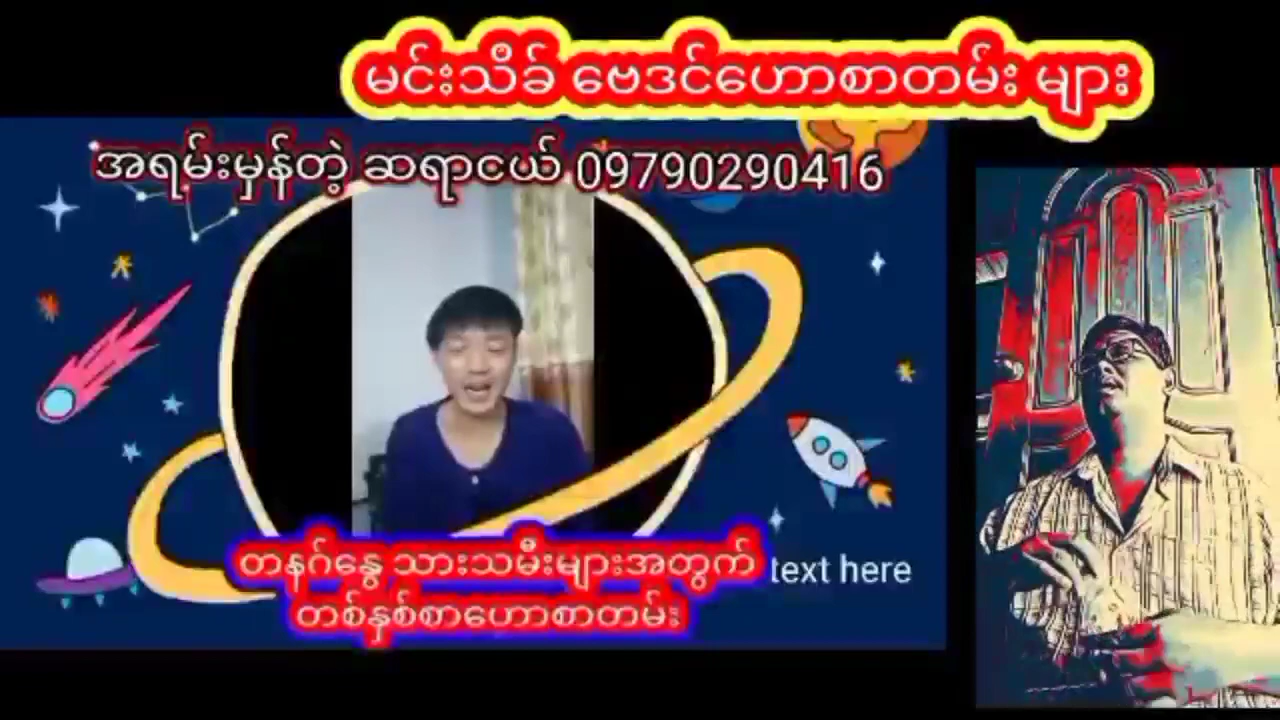 မင်းသိခ် ဗေဒင်ဟောစာတမ်း များ
အရမ်းမှန်တဲ့ ဆရာငယ် 09790290416
တနင်္ဂနွေ သားသမီးများအတွက်
text here
တစ်နှစ်စာဟောစာတမ်း